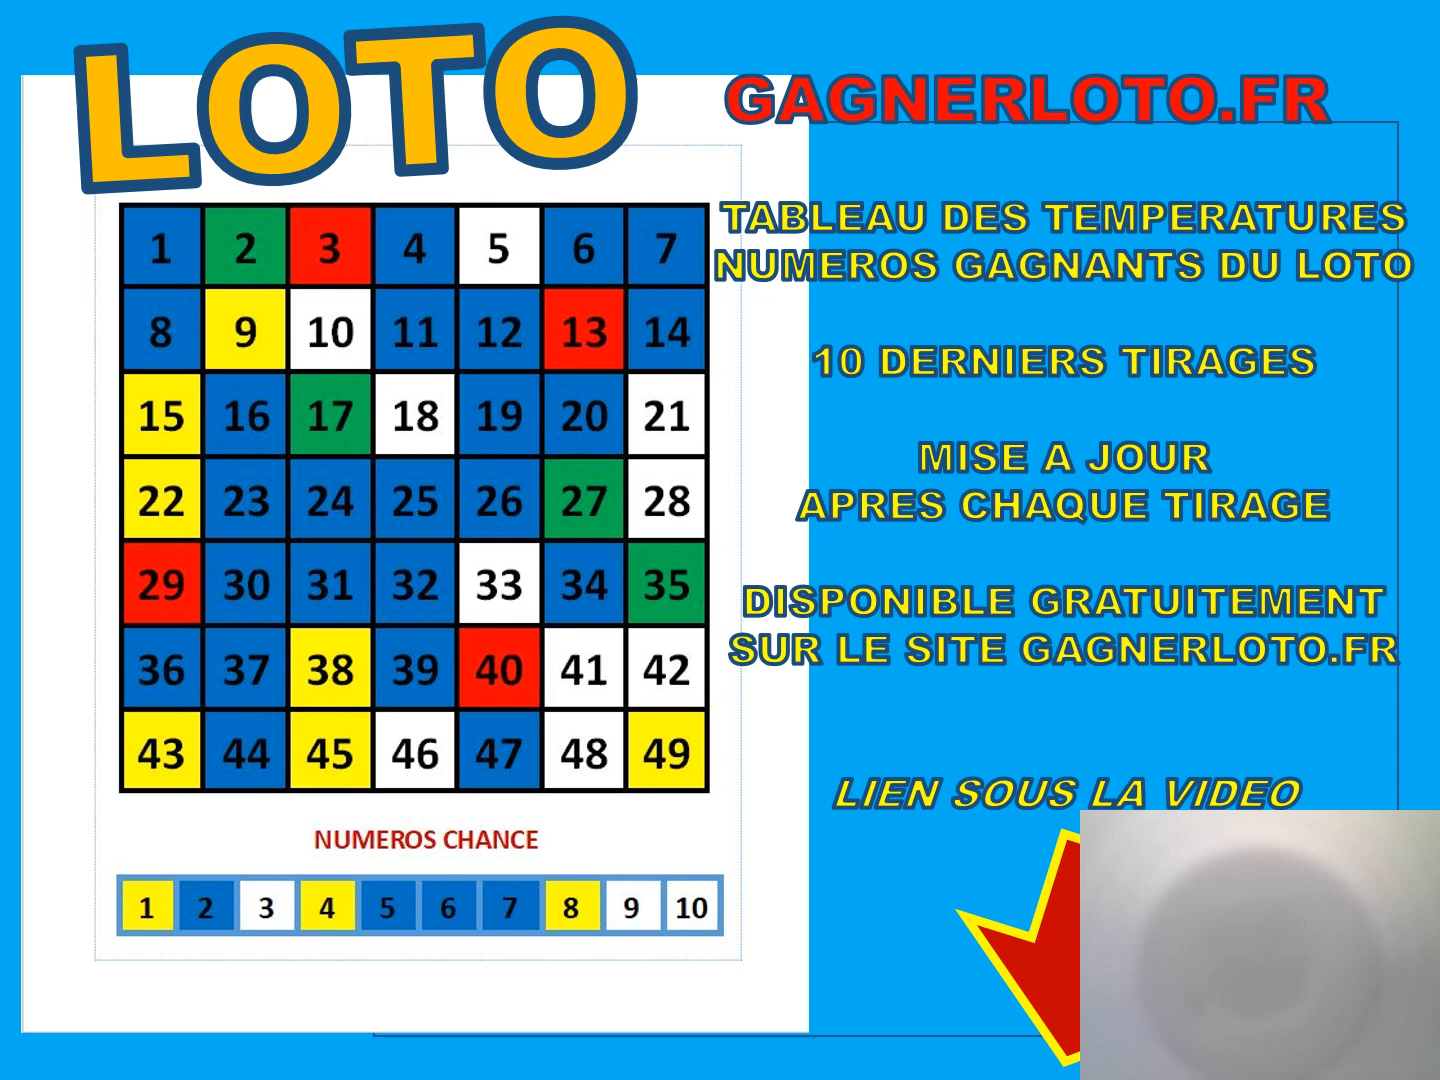 LOTO
GAGNERLOTO.FR
TABLEAU DES TEMPERATURES
NUMEROS GAGNANTS DU LOTO
10 DERNIERS TIRAGES
MISE A JOUR
APRES CHAQUE TIRAGE
DISPONIBLE GRATUITEMENT
SUR LE SITE GAGNERLOTO.FR
LIEN SOUS LA VIDEO
1 2 3 4 5 6 7
8 9 10 11 12 13 14
15 16 17 18 19 20 21
22 23 24 25 26 27 28
29 30 31 32 33 34 35
36 37 38 39 40 41 42
43 44 45 46 47 48 49
NUMEROS CHANCE
1 2 3 4 5 6 7 8 9 10